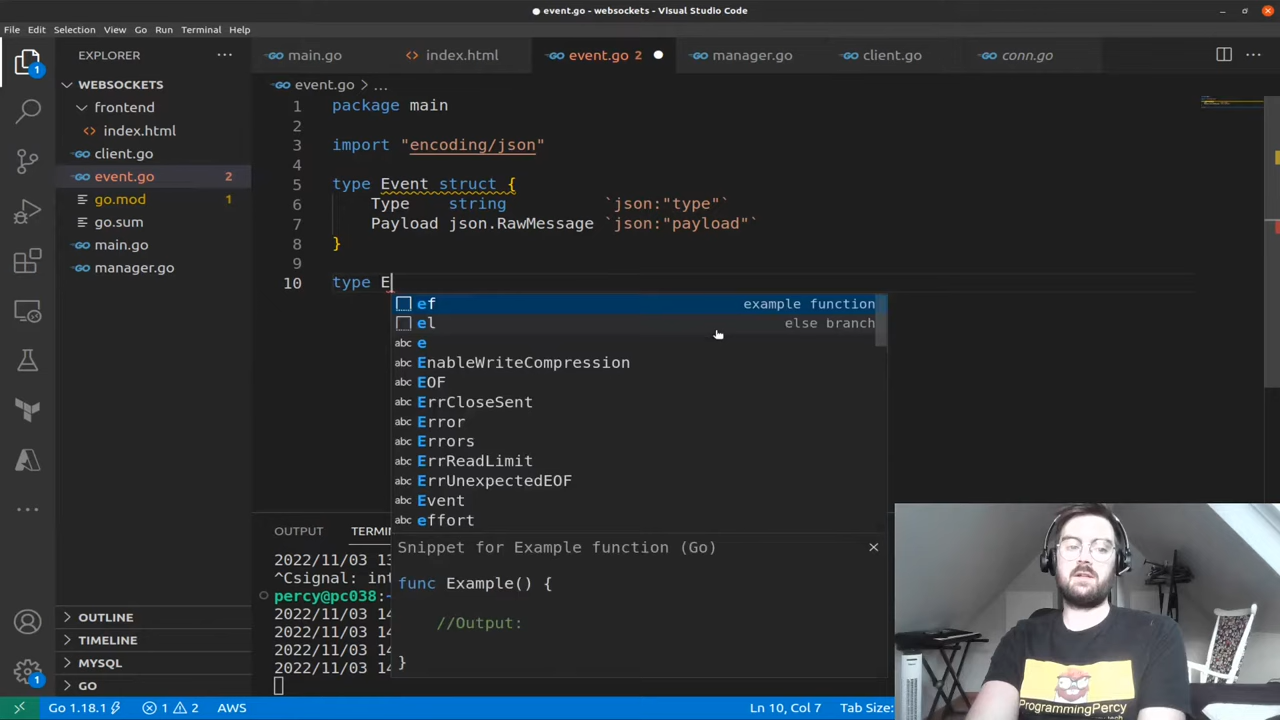 event.go - websockets - Visual Studio Code
File Edit Selection View Go Run Terminal Help
EXPLORER
main.go
index.html
event.go 2
manager.go
client.go
conn.go
WEBSOCKETS
frontend
index.html
client.go
event.go 2
go.mod 1
go.sum
main.go
manager.go
event.go > ...
1 package main
2
3 import "encoding/json"
4
5 type Event struct {
6 Type string `json:"type"`
7 Payload json.RawMessage `json:"payload"`
8 }
9
10 type E
ef example function
el else branch
abc e
abc EnableWriteCompression
abc EOF
abc ErrCloseSent
abc Error
abc Errors
abc ErrReadLimit
abc ErrUnexpectedEOF
abc Event
abc effort
Snippet for Example function (Go)
func Example() {
//Output:
}
OUTPUT
2022/11/03 13
^Csignal: int
percy@pc038:~
2022/11/03 14
2022/11/03 14
2022/11/03 14
2022/11/03 14
OUTLINE
TIMELINE
MYSQL
GO
1
1
Go 1.18.1 1 2 AWS Ln 10, Col 7 Tab Size:
ProgrammingPercy